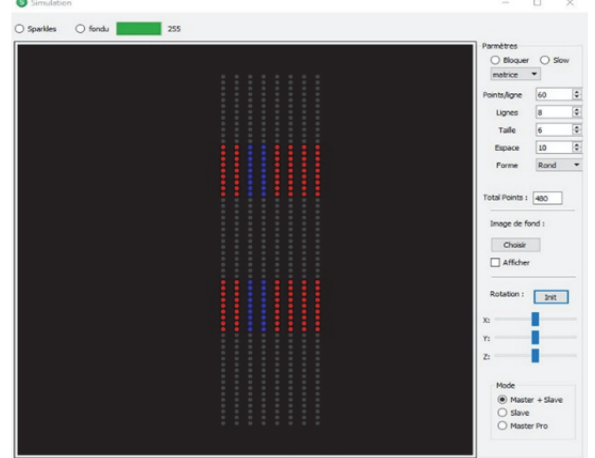 Simulation
Sparkles fondu 255
Paramètres
Bloquer Slow
matrice
Points/ligne 60
Lignes 8
Taille 6
Espace 10
Forme Rond
Total Points : 480
Image de fond :
Choisir
Afficher
Rotation : Init
X:
Y:
Z:
Mode
Master + Slave
Slave
Master Pro